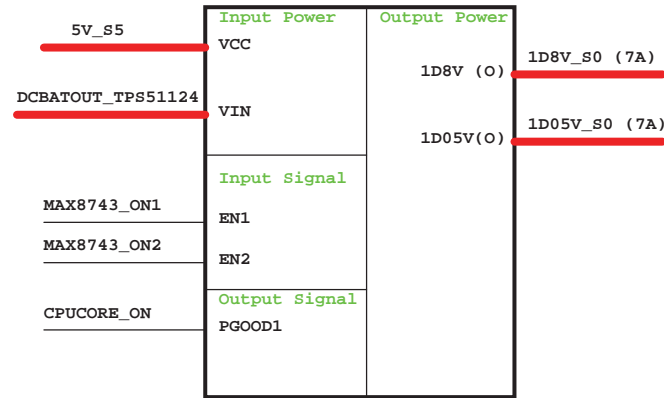 Input Power
Output Power
5V_S5
VCC
1D8V (O)
1D8V_S0 (7A)
DCBATOUT_TPS51124
VIN
1D05V(O)
1D05V_S0 (7A)
Input Signal
MAX8743_ON1
EN1
MAX8743_ON2
EN2
Output Signal
CPUCORE_ON
PGOOD1